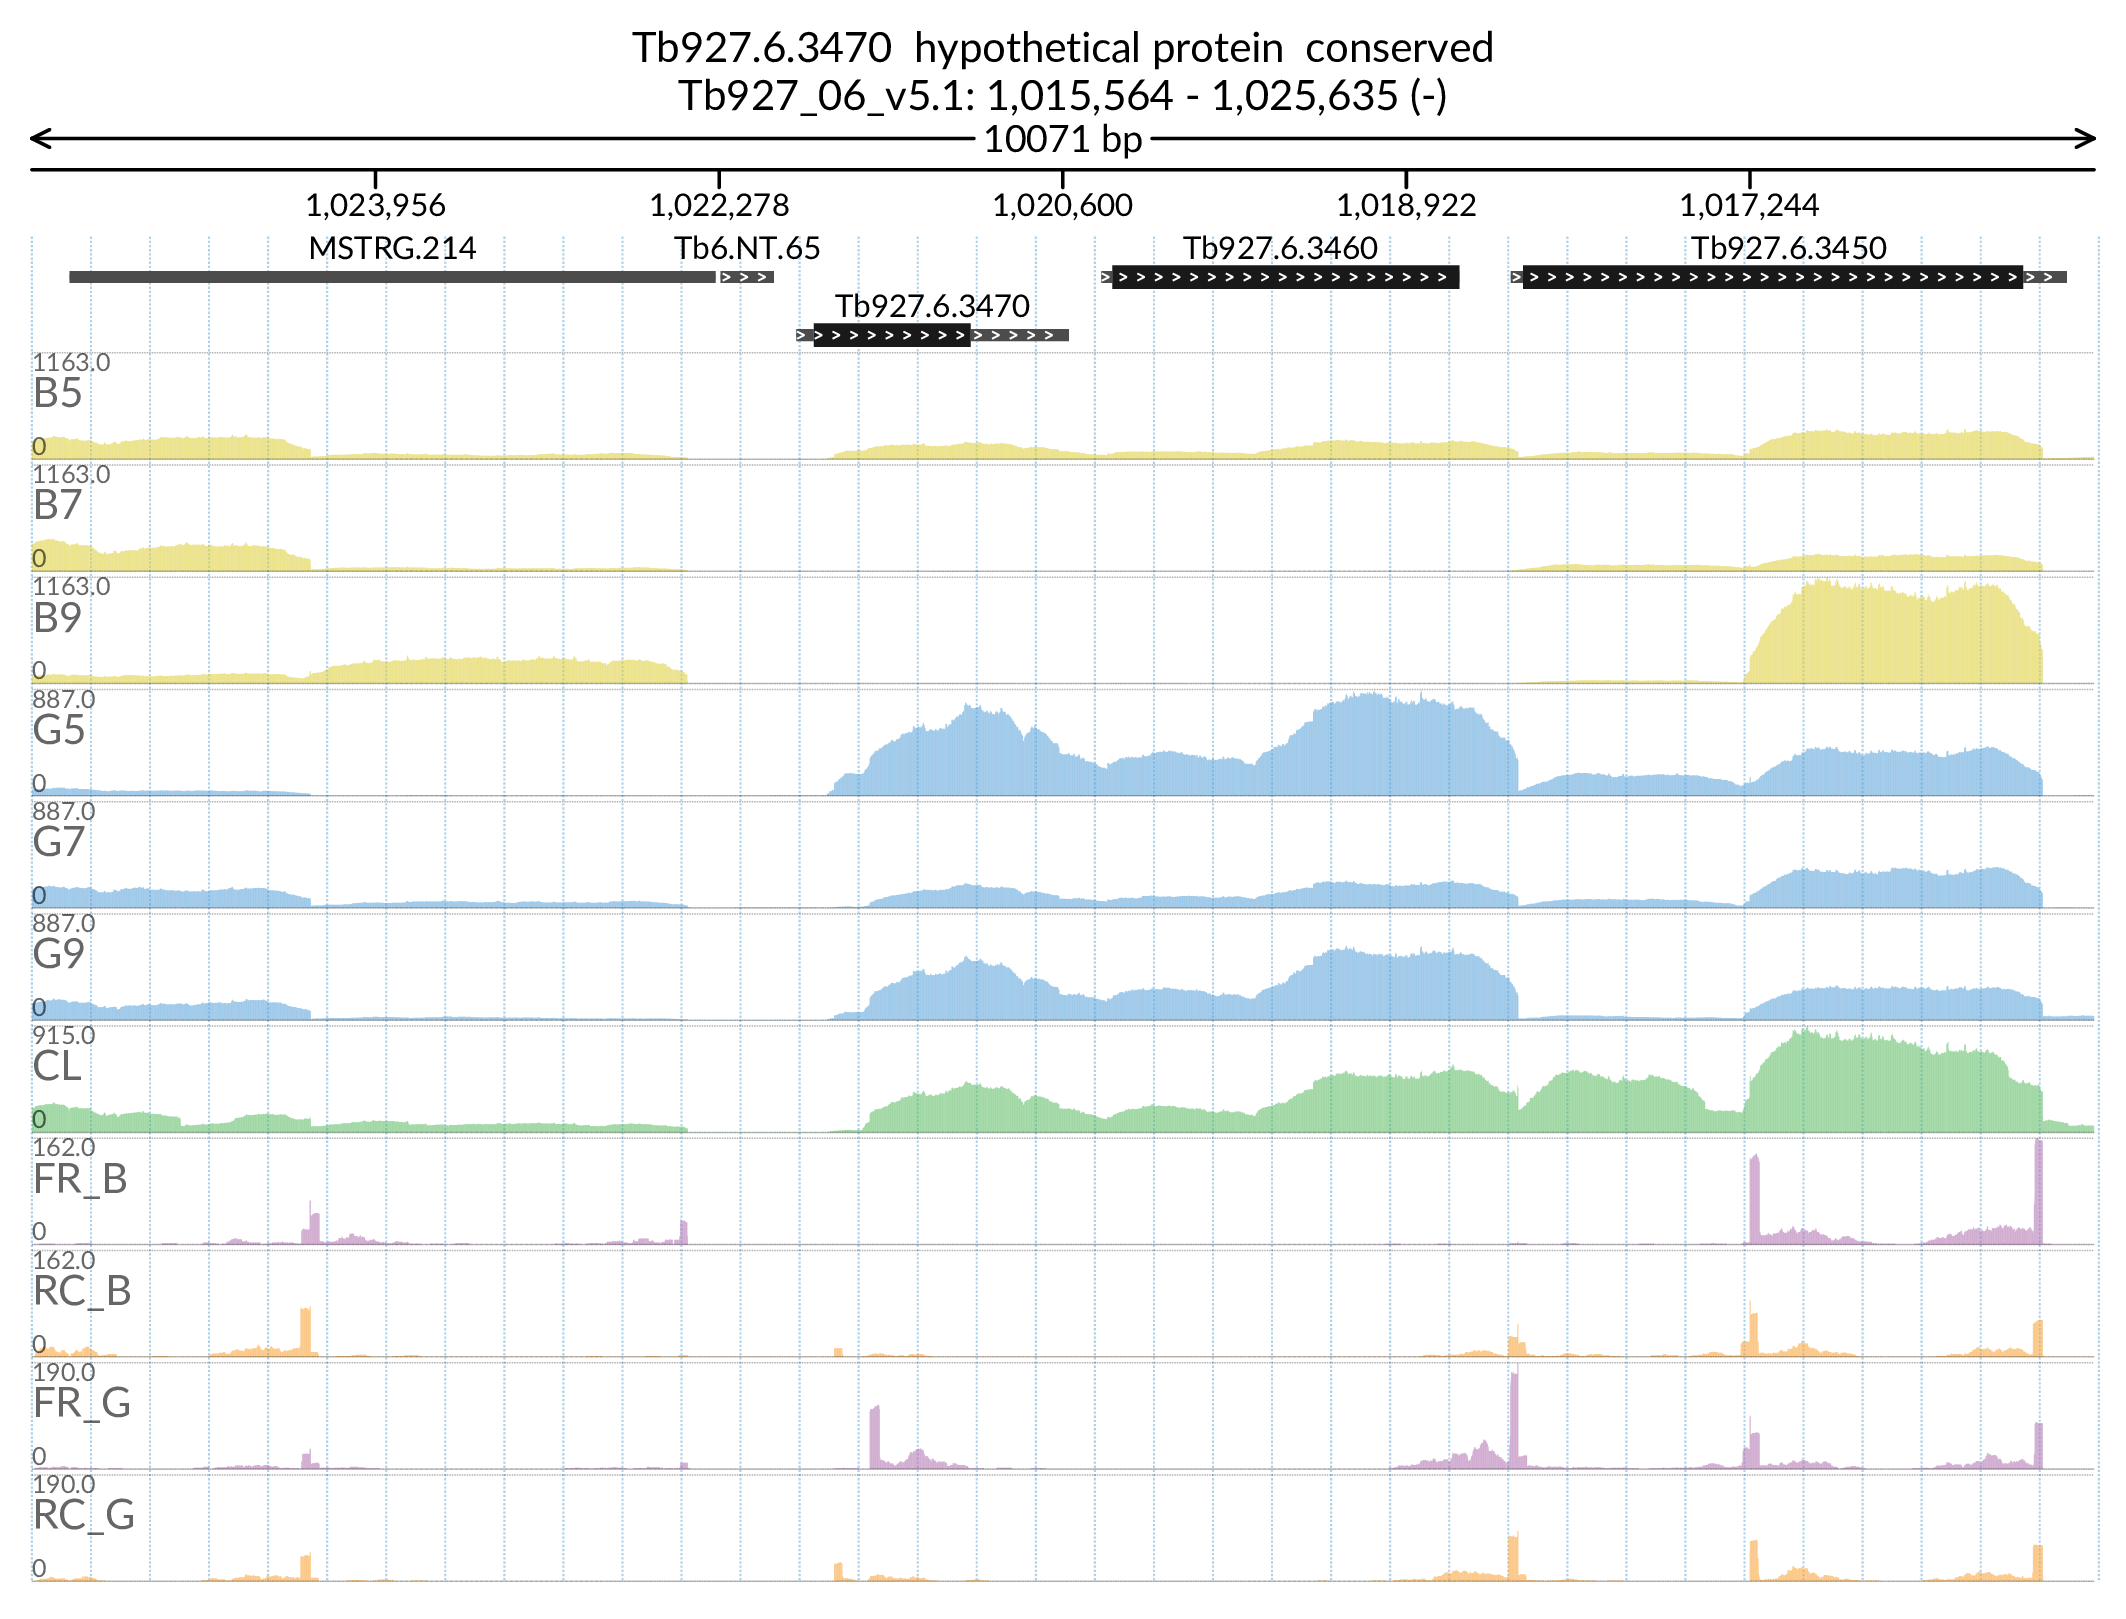 Tb927.6.3470 hypothetical protein conserved
Tb927_06_v5.1: 1,015,564 - 1,025,635 (-)
10071 bp
1,023,956 1,022,278 1,020,600 1,018,922 1,017,244
MSTRG.214 Tb6.NT.65 Tb927.6.3460 Tb927.6.3450
Tb927.6.3470
1163.0
B5
0
1163.0
B7
0
1163.0
B9
0
887.0
G5
0
887.0
G7
0
887.0
G9
0
915.0
CL
0
162.0
FR_B
0
162.0
RC_B
0
190.0
FR_G
0
190.0
RC_G
0